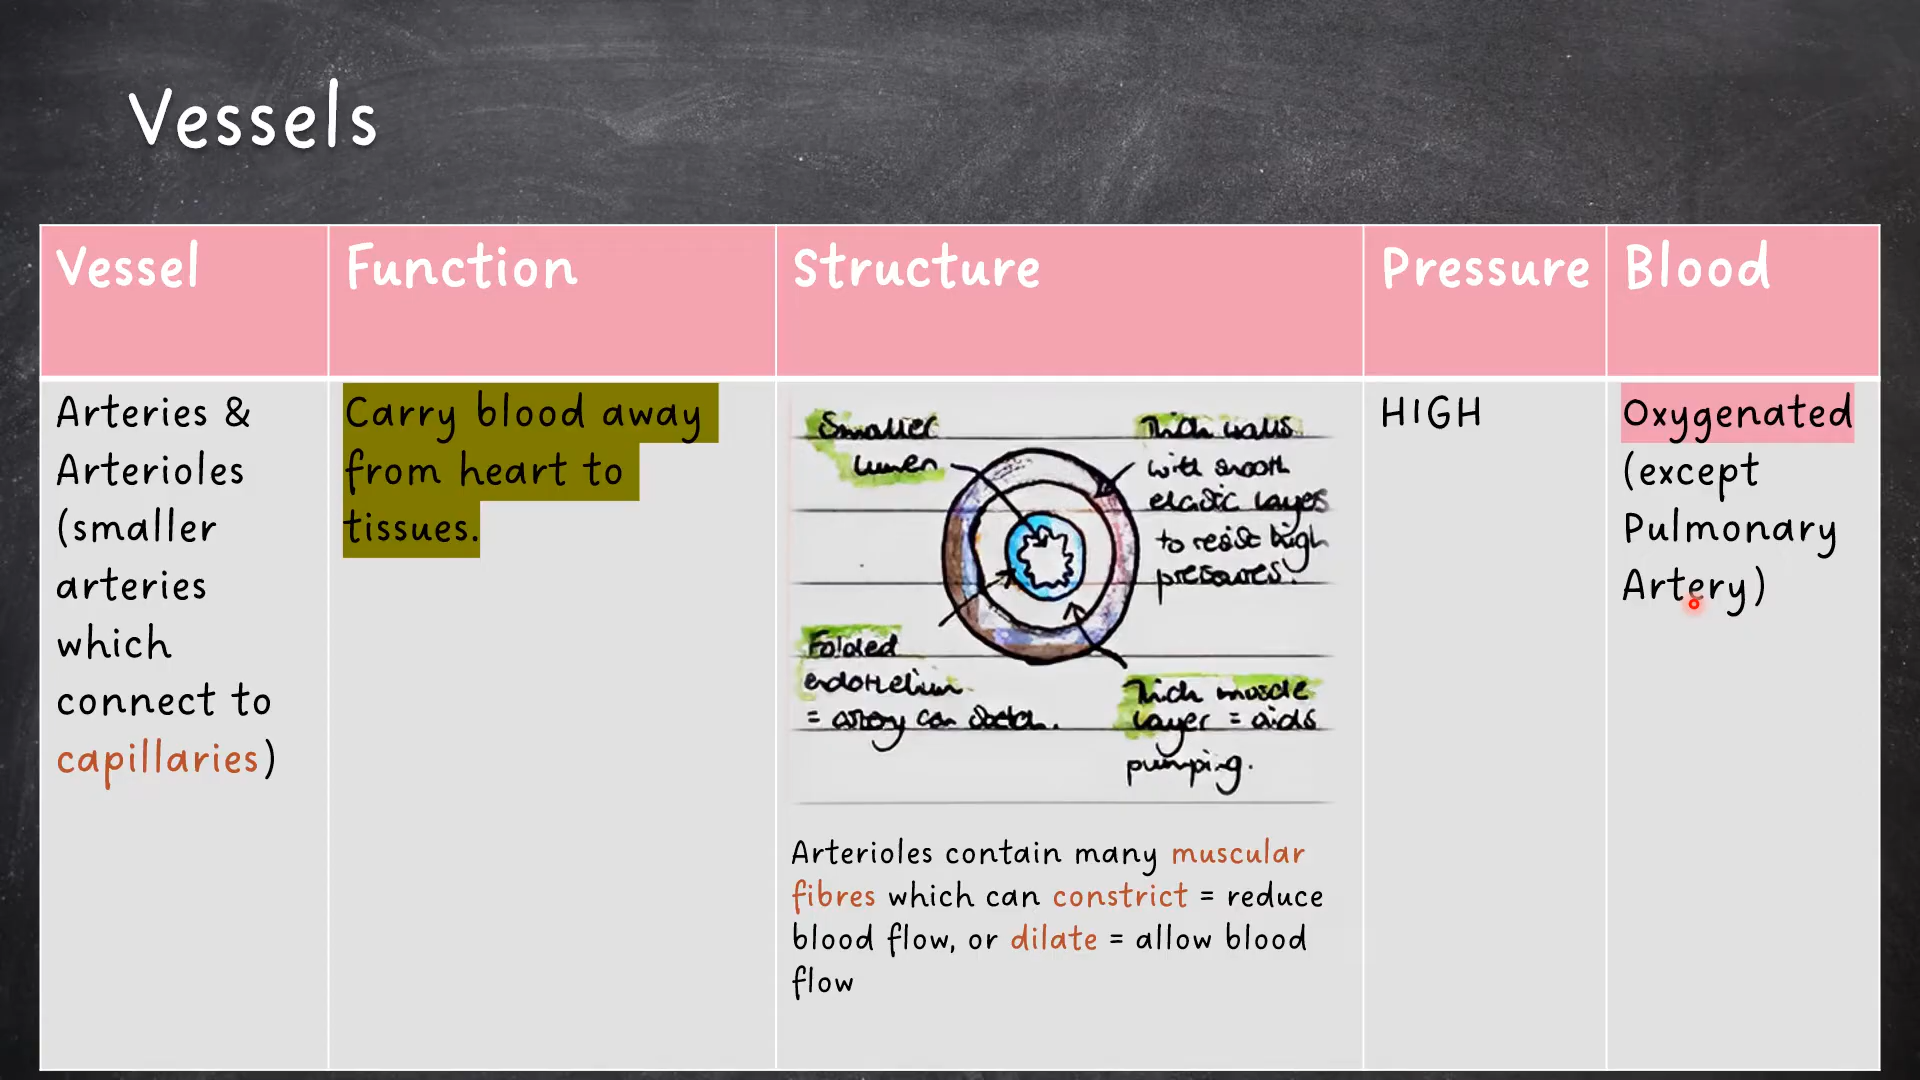 Vessels
Vessel
Function
Structure
Pressure
Blood
Arteries &
Arterioles
(smaller
arteries
which
connect to
capillaries)
Carry blood away
from heart to
tissues.
Smaller
lumen
Thick walls
with smooth
elastic layers
to resist high
pressures.
Folded
endothelium
= artery can stretch.
Thick muscle
layer = aids
pumping.
Arterioles contain many muscular
fibres which can constrict = reduce
blood flow, or dilate = allow blood
flow
HIGH
Oxygenated
(except
Pulmonary
Artery)